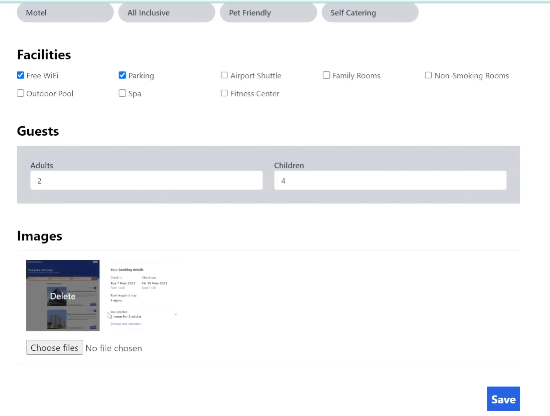 Motel All Inclusive Pet Friendly Self Catering
Facilities
Free WiFi Parking Airport Shuttle Family Rooms Non-Smoking Rooms
Outdoor Pool Spa Fitness Center
Guests
Adults Children
2 4
Images
Delete
Your booking details
Choose files No file chosen
Save